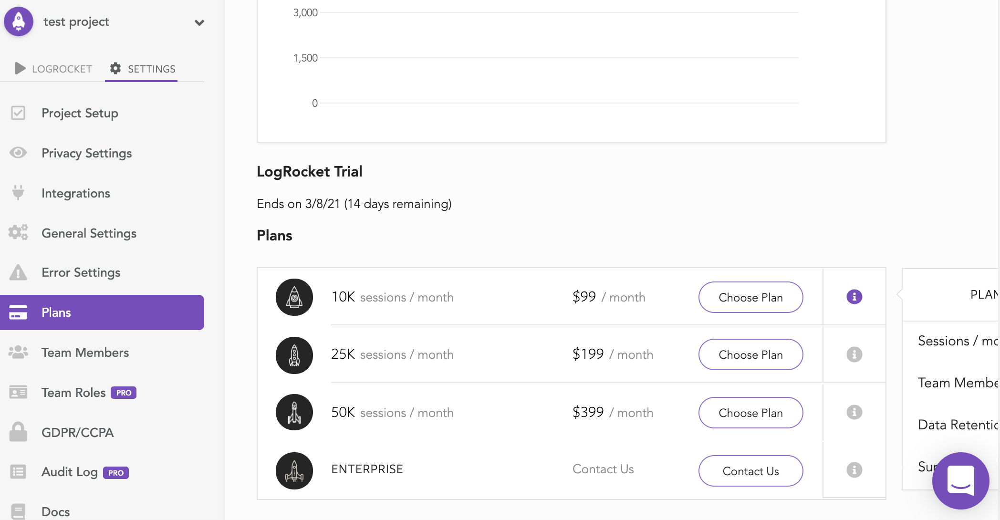 test project
LOGROCKET SETTINGS
Project Setup
Privacy Settings
Integrations
General Settings
Error Settings
Plans
Team Members
Team Roles PRO
GDPR/CCPA
Audit Log PRO
Docs
3,000
1,500
0
LogRocket Trial
Ends on 3/8/21 (14 days remaining)
Plans
10K sessions / month $99 / month Choose Plan
25K sessions / month $199 / month Choose Plan
50K sessions / month $399 / month Choose Plan
ENTERPRISE Contact Us Contact Us
PLAN
Sessions / mo
Team Membe
Data Retentio
Su